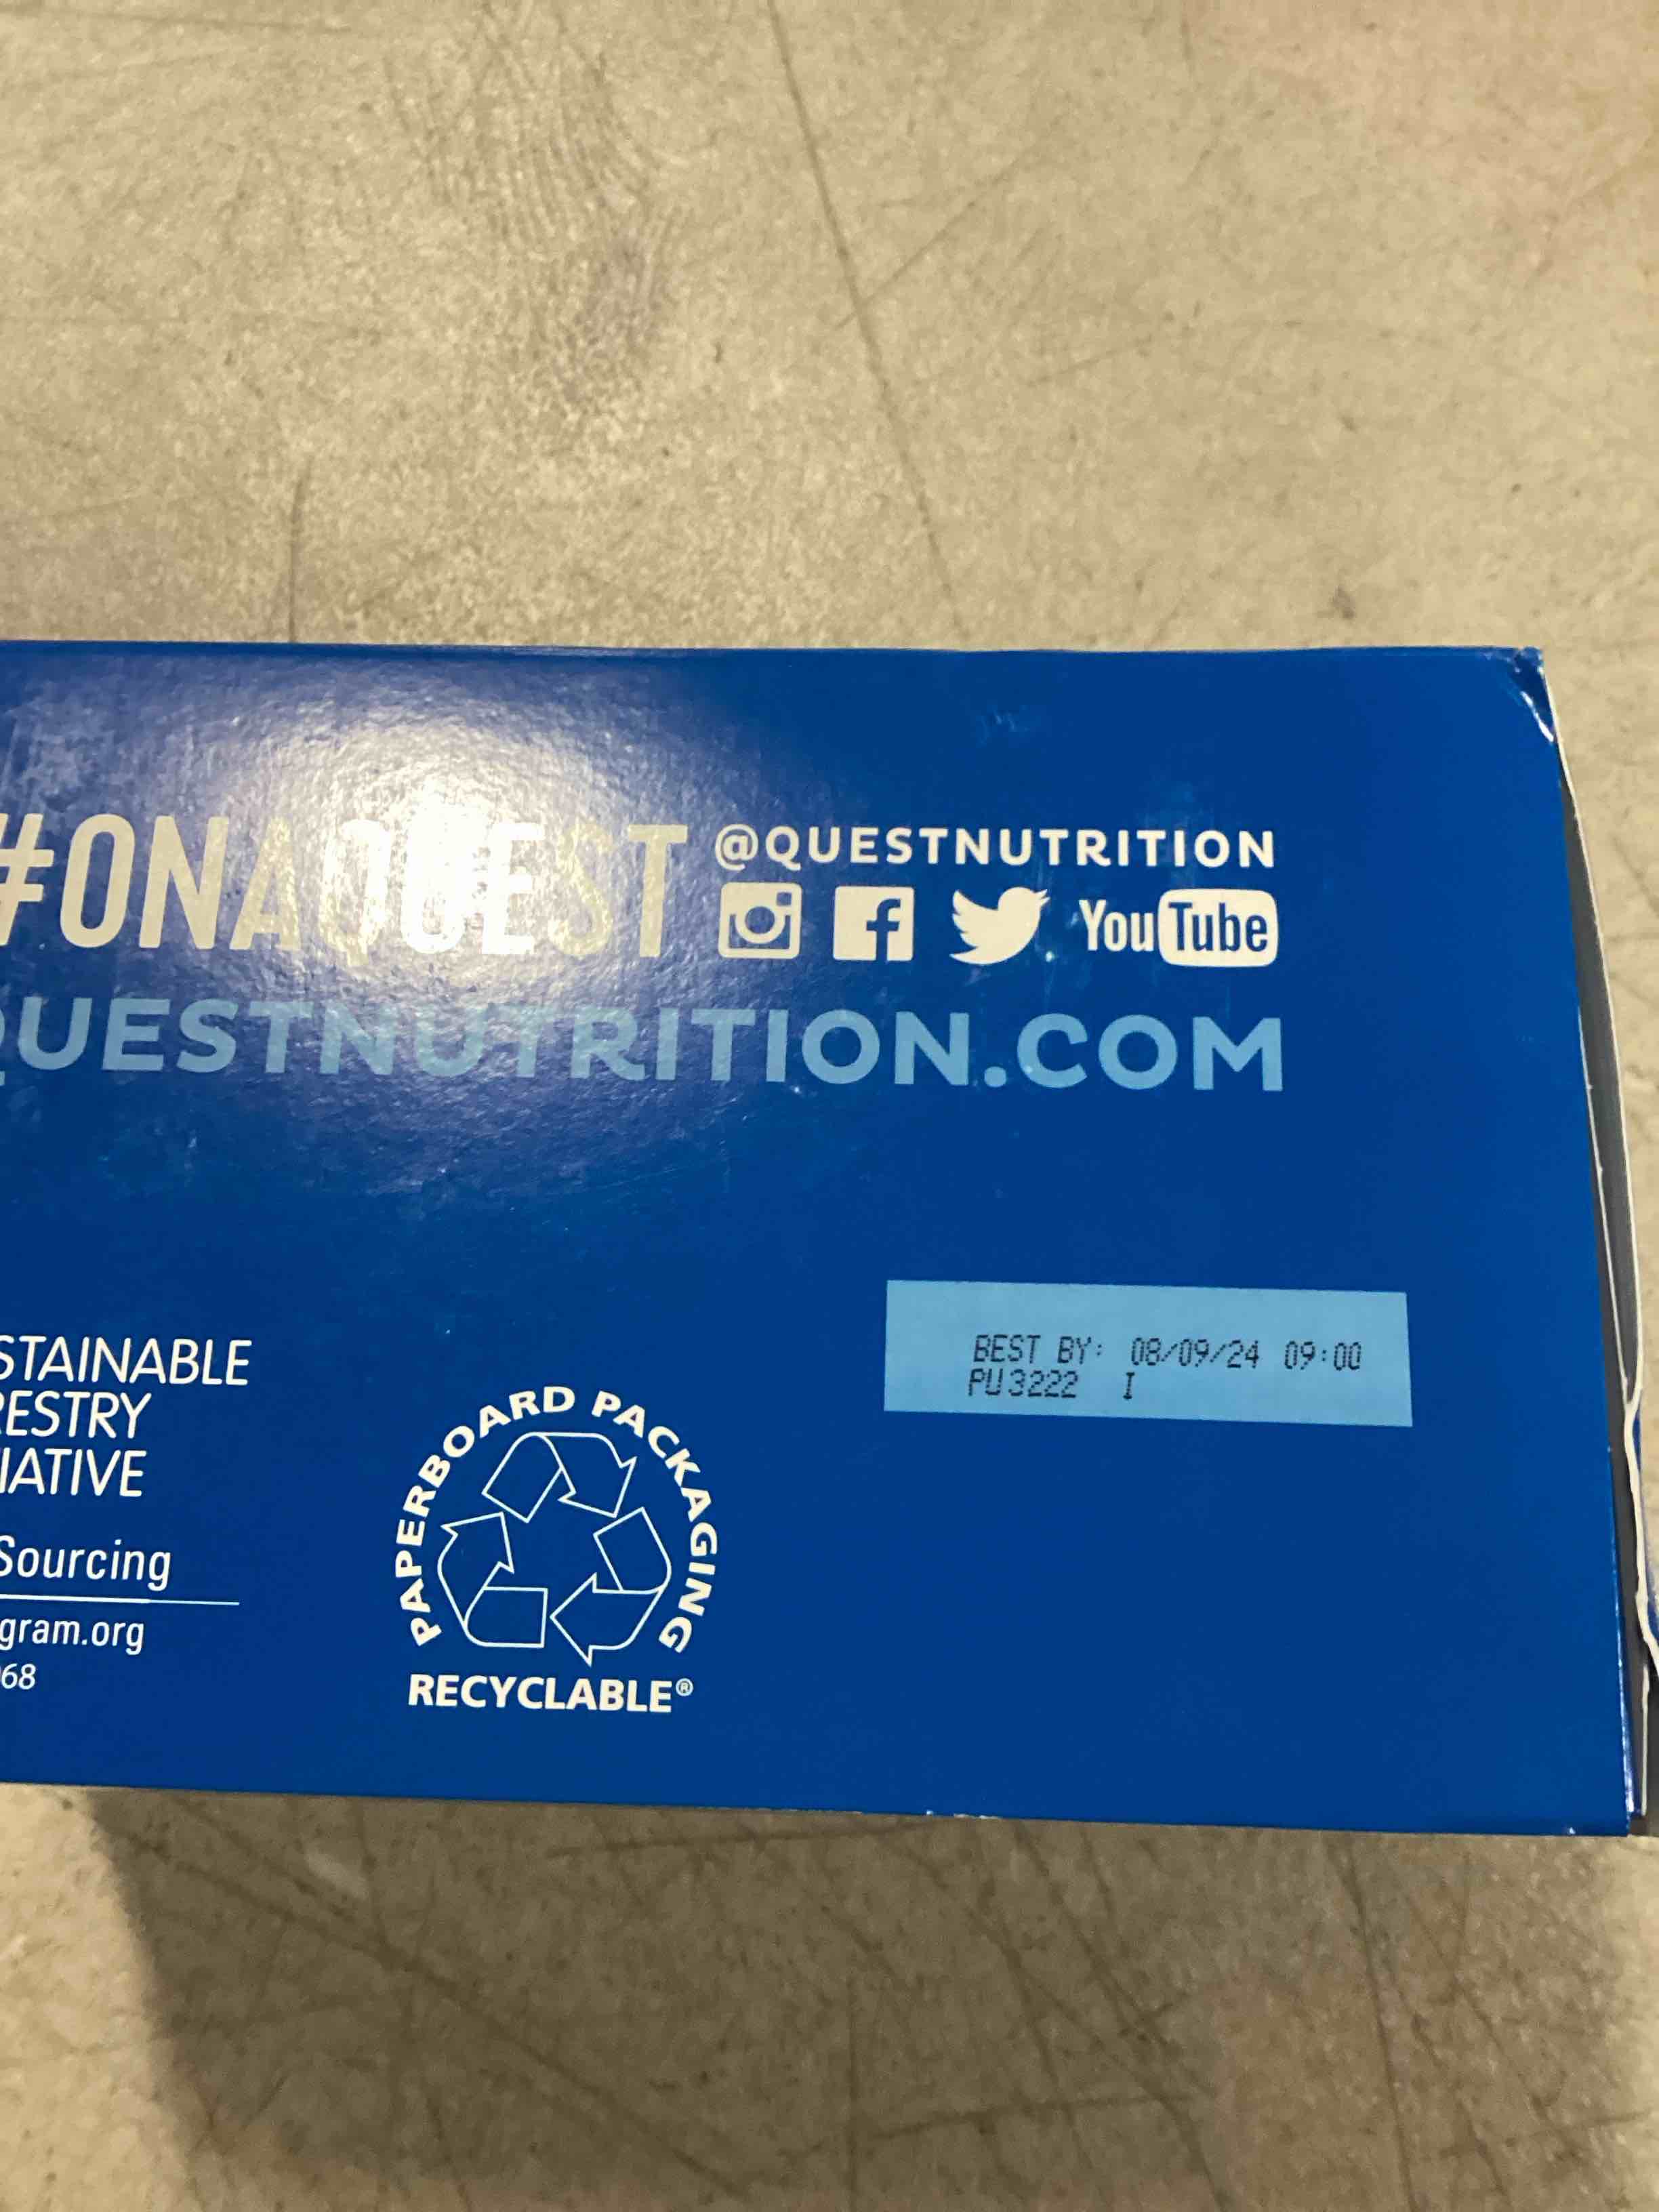 #ONAQUEST
@QUESTNUTRITION
YouTube
QUESTNUTRITION.COM
BEST BY: 08/09/24 09:00
PU3222 I
STAINABLE
RESTRY
IATIVE
Sourcing
gram.org
68
PAPERBOARD PACKAGING
RECYCLABLE®